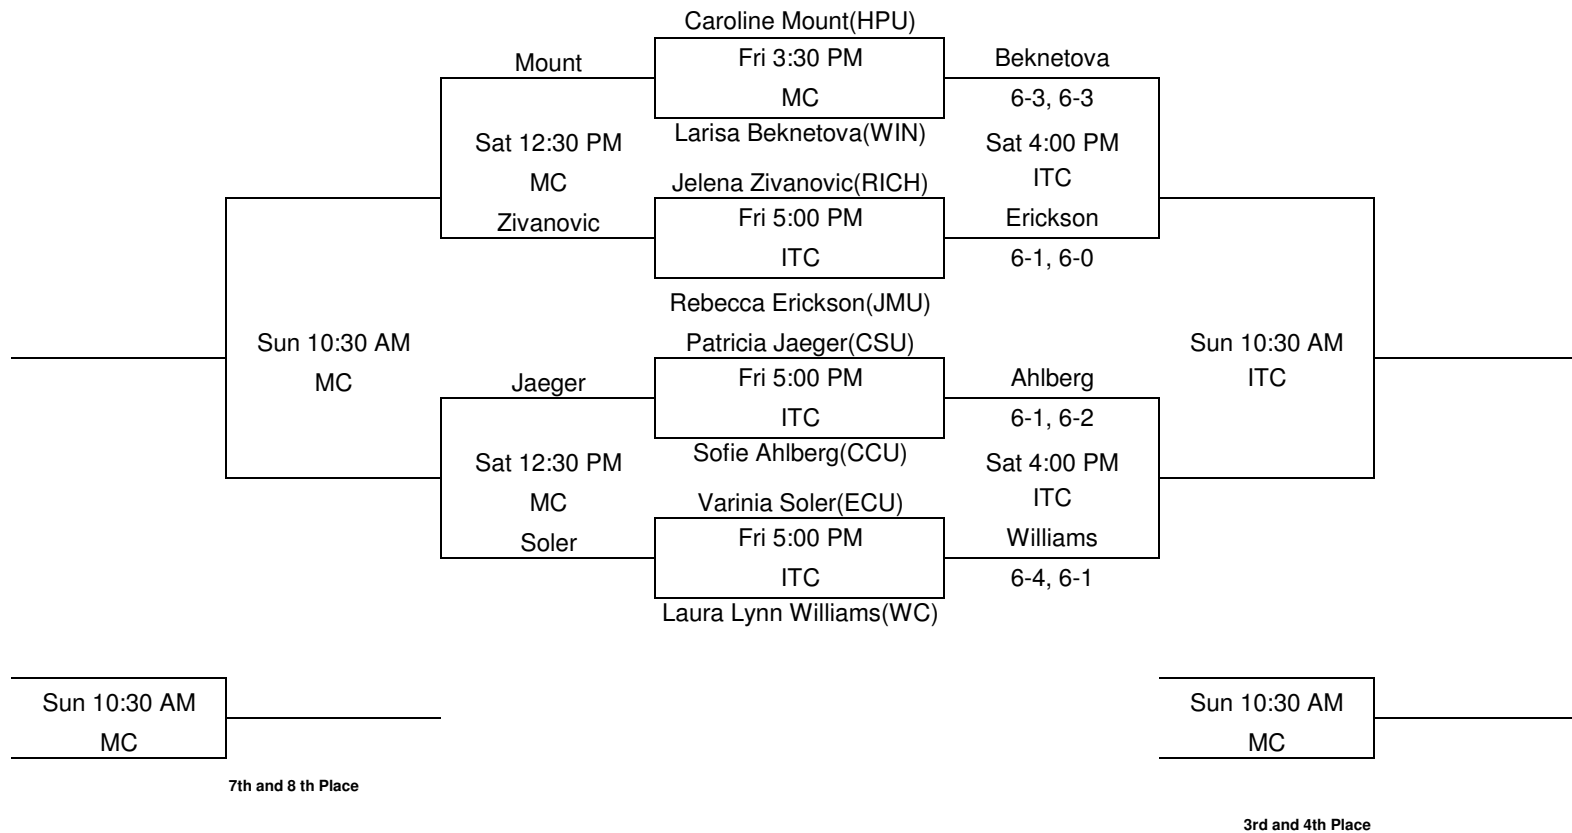 Caroline Mount(HPU)
Mount
Fri 3:30 PM
Beknetova
MC
6-3, 6-3
Larisa Beknetova(WIN)
Sat 12:30 PM
Sat 4:00 PM
MC
ITC
Jelena Zivanovic(RICH)
Zivanovic
Fri 5:00 PM
Erickson
ITC
6-1, 6-0
Rebecca Erickson(JMU)
Sun 10:30 AM
MC
Patricia Jaeger(CSU)
Sun 10:30 AM
ITC
Jaeger
Fri 5:00 PM
Ahlberg
ITC
6-1, 6-2
Sofie Ahlberg(CCU)
Sat 12:30 PM
Sat 4:00 PM
MC
ITC
Varinia Soler(ECU)
Soler
Fri 5:00 PM
Williams
ITC
6-4, 6-1
Laura Lynn Williams(WC)
Sun 10:30 AM
MC
Sun 10:30 AM
MC
7th and 8 th Place
3rd and 4th Place